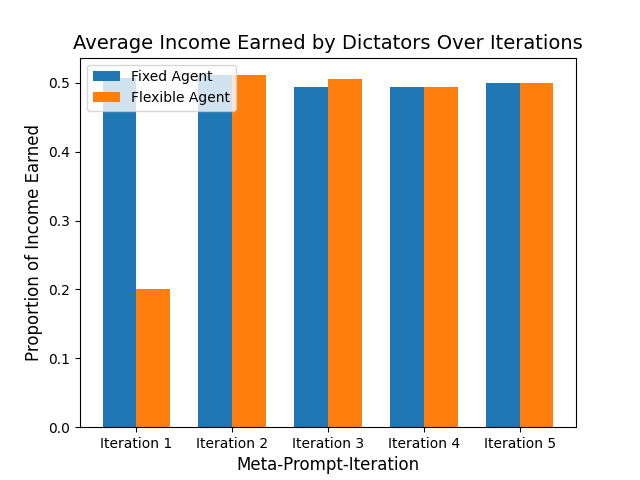 Average Income Earned by Dictators Over Iterations
Fixed Agent
Flexible Agent
Proportion of Income Earned
0.5
0.4
0.3
0.2
0.1
0.0
Iteration 1 Iteration 2 Iteration 3 Iteration 4 Iteration 5
Meta-Prompt-Iteration